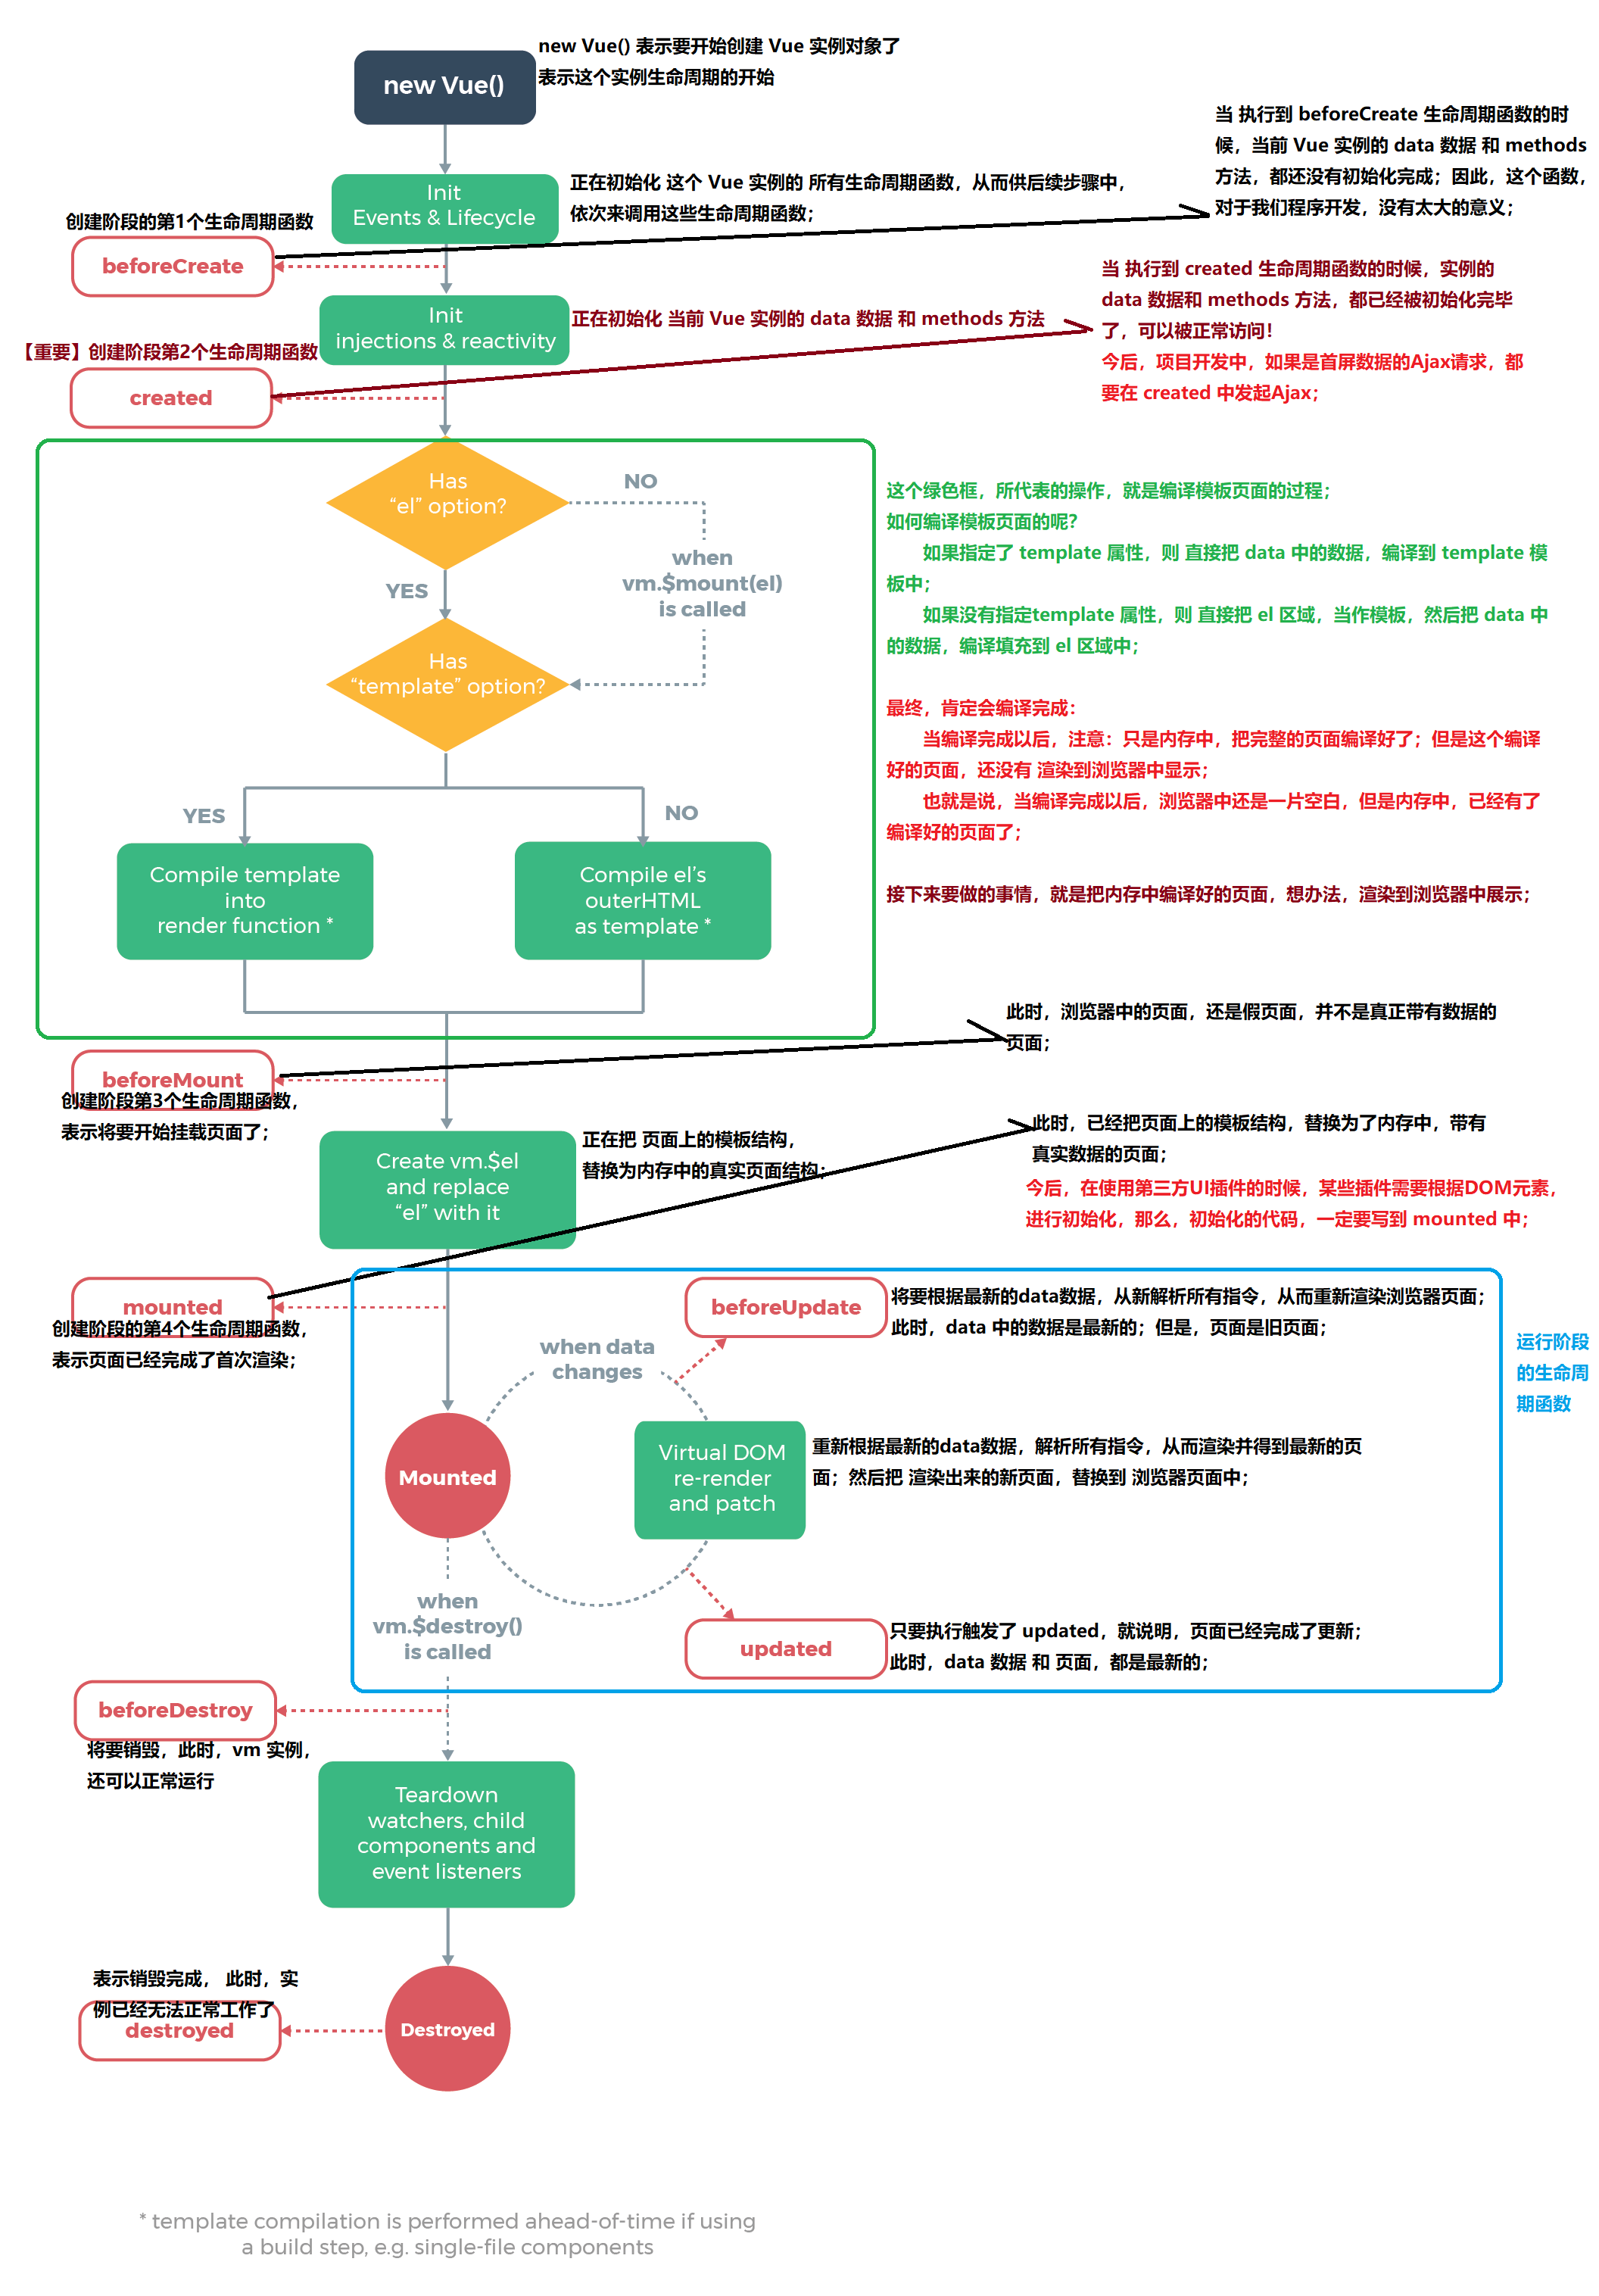 new Vue() 表示要开始创建 Vue 实例对象了
表示这个实例生命周期的开始
new Vue()
当 执行到 beforeCreate 生命周期函数的时
候，当前 Vue 实例的 data 数据 和 methods
方法，都还没有初始化完成；因此，这个函数，
对于我们程序开发，没有太大的意义；
Init
Events & Lifecycle
正在初始化 这个 Vue 实例的 所有生命周期函数，从而供后续步骤中，
依次来调用这些生命周期函数；
创建阶段的第1个生命周期函数
beforeCreate
当 执行到 created 生命周期函数的时候，实例的
data 数据和 methods 方法，都已经被初始化完毕
了，可以被正常访问！
今后，项目开发中，如果是首屏数据的Ajax请求，都
要在 created 中发起Ajax；
Init
injections & reactivity
正在初始化 当前 Vue 实例的 data 数据 和 methods 方法
【重要】创建阶段第2个生命周期函数
created
Has
“el” option?
NO
when
vm.$mount(el)
is called
YES
Has
“template” option?
YES
NO
Compile template
into
render function *
Compile el’s
outerHTML
as template *
这个绿色框，所代表的操作，就是编译模板页面的过程；
如何编译模板页面的呢？
如果指定了 template 属性，则 直接把 data 中的数据，编译到 template 模
板中；
如果没有指定template 属性，则 直接把 el 区域，当作模板，然后把 data 中
的数据，编译填充到 el 区域中；
最终，肯定会编译完成：
当编译完成以后，注意：只是内存中，把完整的页面编译好了；但是这个编译
好的页面，还没有 渲染到浏览器中显示；
也就是说，当编译完成以后，浏览器中还是一片空白，但是内存中，已经有了
编译好的页面了；
接下来要做的事情，就是把内存中编译好的页面，想办法，渲染到浏览器中展示；
此时，浏览器中的页面，还是假页面，并不是真正带有数据的
页面；
beforeMount
创建阶段第3个生命周期函数，
表示将要开始挂载页面了；
Create vm.$el
and replace
“el” with it
正在把 页面上的模板结构，
替换为内存中的真实页面结构；
此时，已经把页面上的模板结构，替换为了内存中，带有
真实数据的页面；
今后，在使用第三方UI插件的时候，某些插件需要根据DOM元素，
进行初始化，那么，初始化的代码，一定要写到 mounted 中；
mounted
创建阶段的第4个生命周期函数，
表示页面已经完成了首次渲染；
beforeUpdate
将要根据最新的data数据，从新解析所有指令，从而重新渲染浏览器页面；
此时，data 中的数据是最新的；但是，页面是旧页面；
运行阶段
的生命周
期函数
when data
changes
Mounted
Virtual DOM
re-render
and patch
重新根据最新的data数据，解析所有指令，从而渲染并得到最新的页
面；然后把 渲染出来的新页面，替换到 浏览器页面中；
when
vm.$destroy()
is called
updated
只要执行触发了 updated，就说明，页面已经完成了更新；
此时，data 数据 和 页面，都是最新的；
beforeDestroy
将要销毁，此时，vm 实例，
还可以正常运行
Teardown
watchers, child
components and
event listeners
表示销毁完成， 此时，实
例已经无法正常工作了
destroyed
Destroyed
* template compilation is performed ahead-of-time if using
a build step, e.g. single-file components